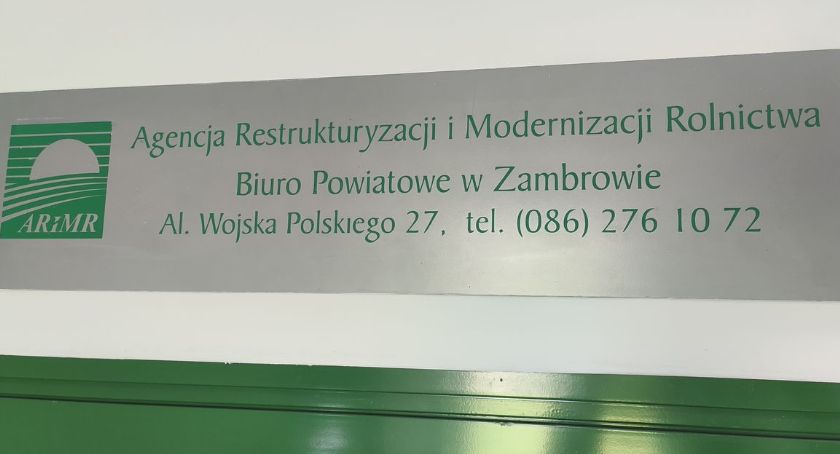 Agencja Restrukturyzacji i Modernizacji Rolnictwa
Biuro Powiatowe w Zambrowie
Al. Wojska Polskiego 27, tel. (086) 276 10 72
ARiMR